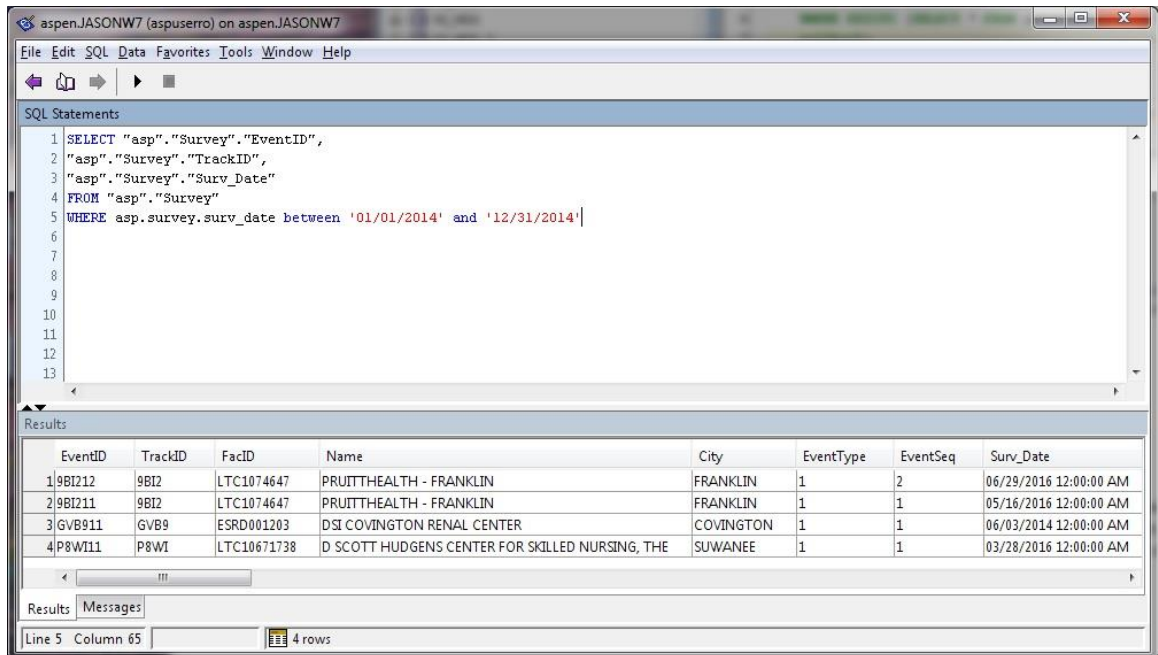 aspen.JASONW7 (aspuserro) on aspen.JASONW7
File Edit SQL Data Favorites Tools Window Help
SQL Statements
1 SELECT "asp"."Survey"."EventID",
2 "asp"."Survey"."TrackID",
3 "asp"."Survey"."Surv_Date"
4 FROM "asp"."Survey"
5 WHERE asp.survey.surv_date between '01/01/2014' and '12/31/2014'
6
7
8
9
10
11
12
13
Results
EventID TrackID FacID Name City EventType EventSeq Surv_Date
1 9BI212 9BI2 LTC1074647 PRUITTHEALTH - FRANKLIN FRANKLIN 1 2 06/29/2016 12:00:00 AM
2 9BI211 9BI2 LTC1074647 PRUITTHEALTH - FRANKLIN FRANKLIN 1 1 05/16/2016 12:00:00 AM
3 GVB911 GVB9 ESRD001203 DSI COVINGTON RENAL CENTER COVINGTON 1 1 06/03/2014 12:00:00 AM
4 P8WI11 P8WI LTC10671738 D SCOTT HUDGENS CENTER FOR SKILLED NURSING, THE SUWANEE 1 1 03/28/2016 12:00:00 AM
Results Messages
Line 5 Column 65 4 rows